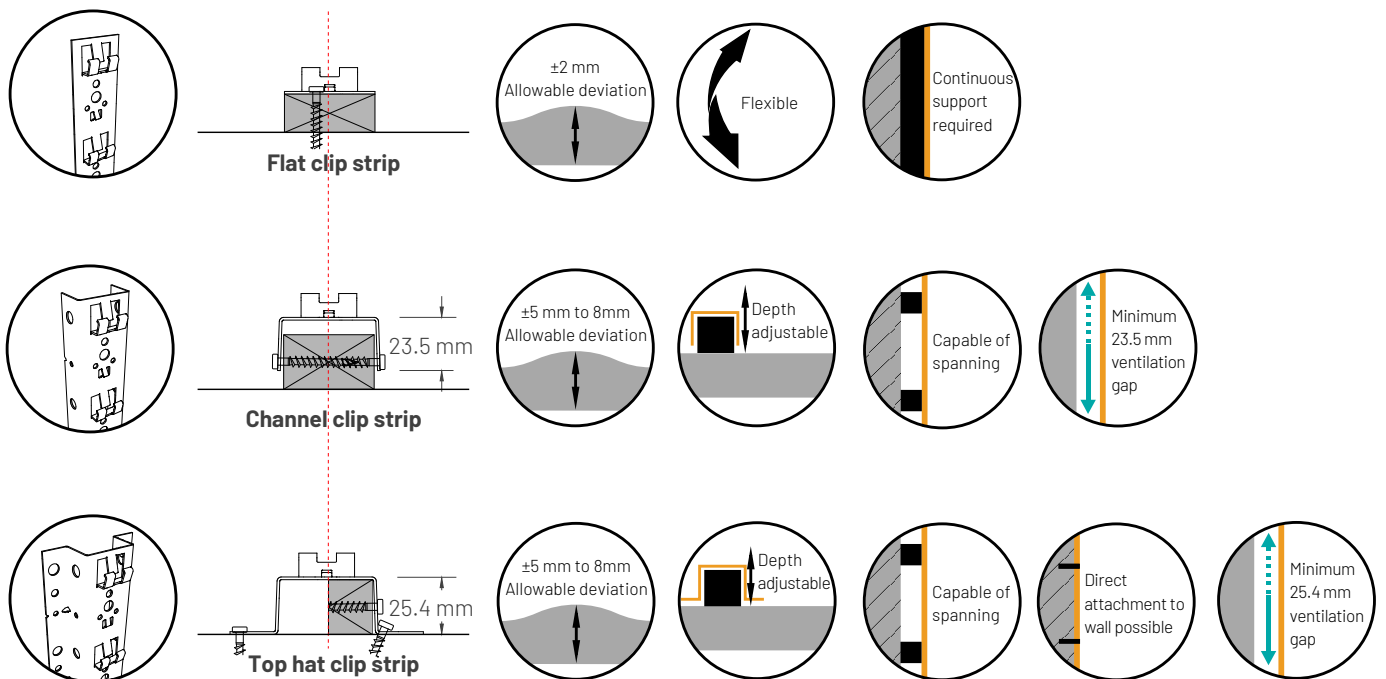 ±2 mm
Allowable deviation
Flexible
Continuous
support
required
Flat clip strip
±5 mm to 8mm
Allowable deviation
Depth
adjustable
Capable of
spanning
Minimum
23.5 mm
ventilation
gap
23.5 mm
Channel clip strip
±5 mm to 8mm
Allowable deviation
Depth
adjustable
Capable of
spanning
Direct
attachment to
wall possible
Minimum
25.4 mm
ventilation
gap
25.4 mm
Top hat clip strip